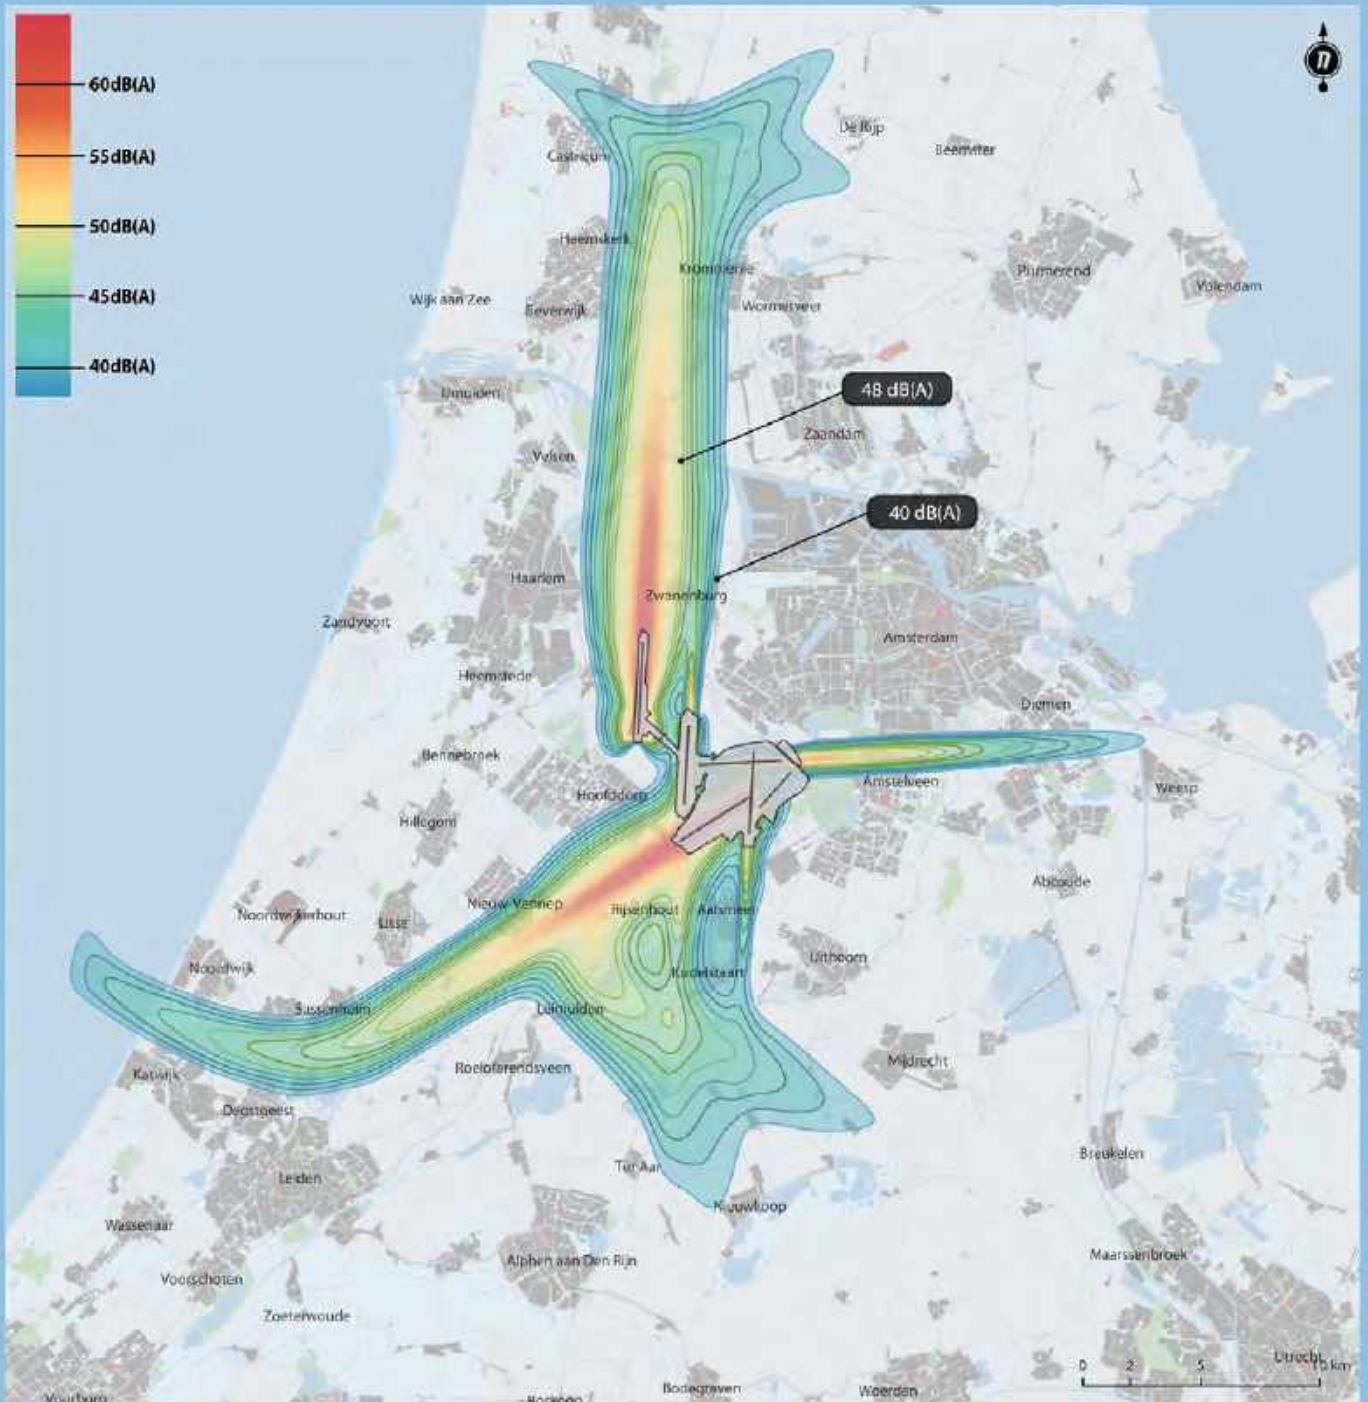 n
60dB(A)
55dB(A)
50dB(A)
45dB(A)
40dB(A)
De Rijp
Beemster
Castricum
Heemskerk
Krommenie
Purmerend
Volendam
Wijk aan Zee
Beverwijk
Wormerveer
48 dB(A)
IJmuiden
Zaandam
Velsen
40 dB(A)
Haarlem
Zwanenburg
Zandvoort
Amsterdam
Heemstede
Diemen
Bennebroek
Amstelveen
Weesp
Hoofddorp
Hillegom
Abcoude
Nieuw-Vennep
Rijsenhout
Aalsmeer
Noordwijkerhout
Lisse
Uithoorn
Noordwijk
Kudelstaart
Sassenheim
Leimuiden
Mijdrecht
Roelofarendsveen
Katwijk
Oegstgeest
Breukelen
Ter Aar
Leiden
Nieuwkoop
Wassenaar
Maarssenbroek
Alphen aan Den Rijn
Voorschoten
Zoeterwoude
Utrecht
0 2 5 10 km
Bodegraven
Woerden
Voorburg